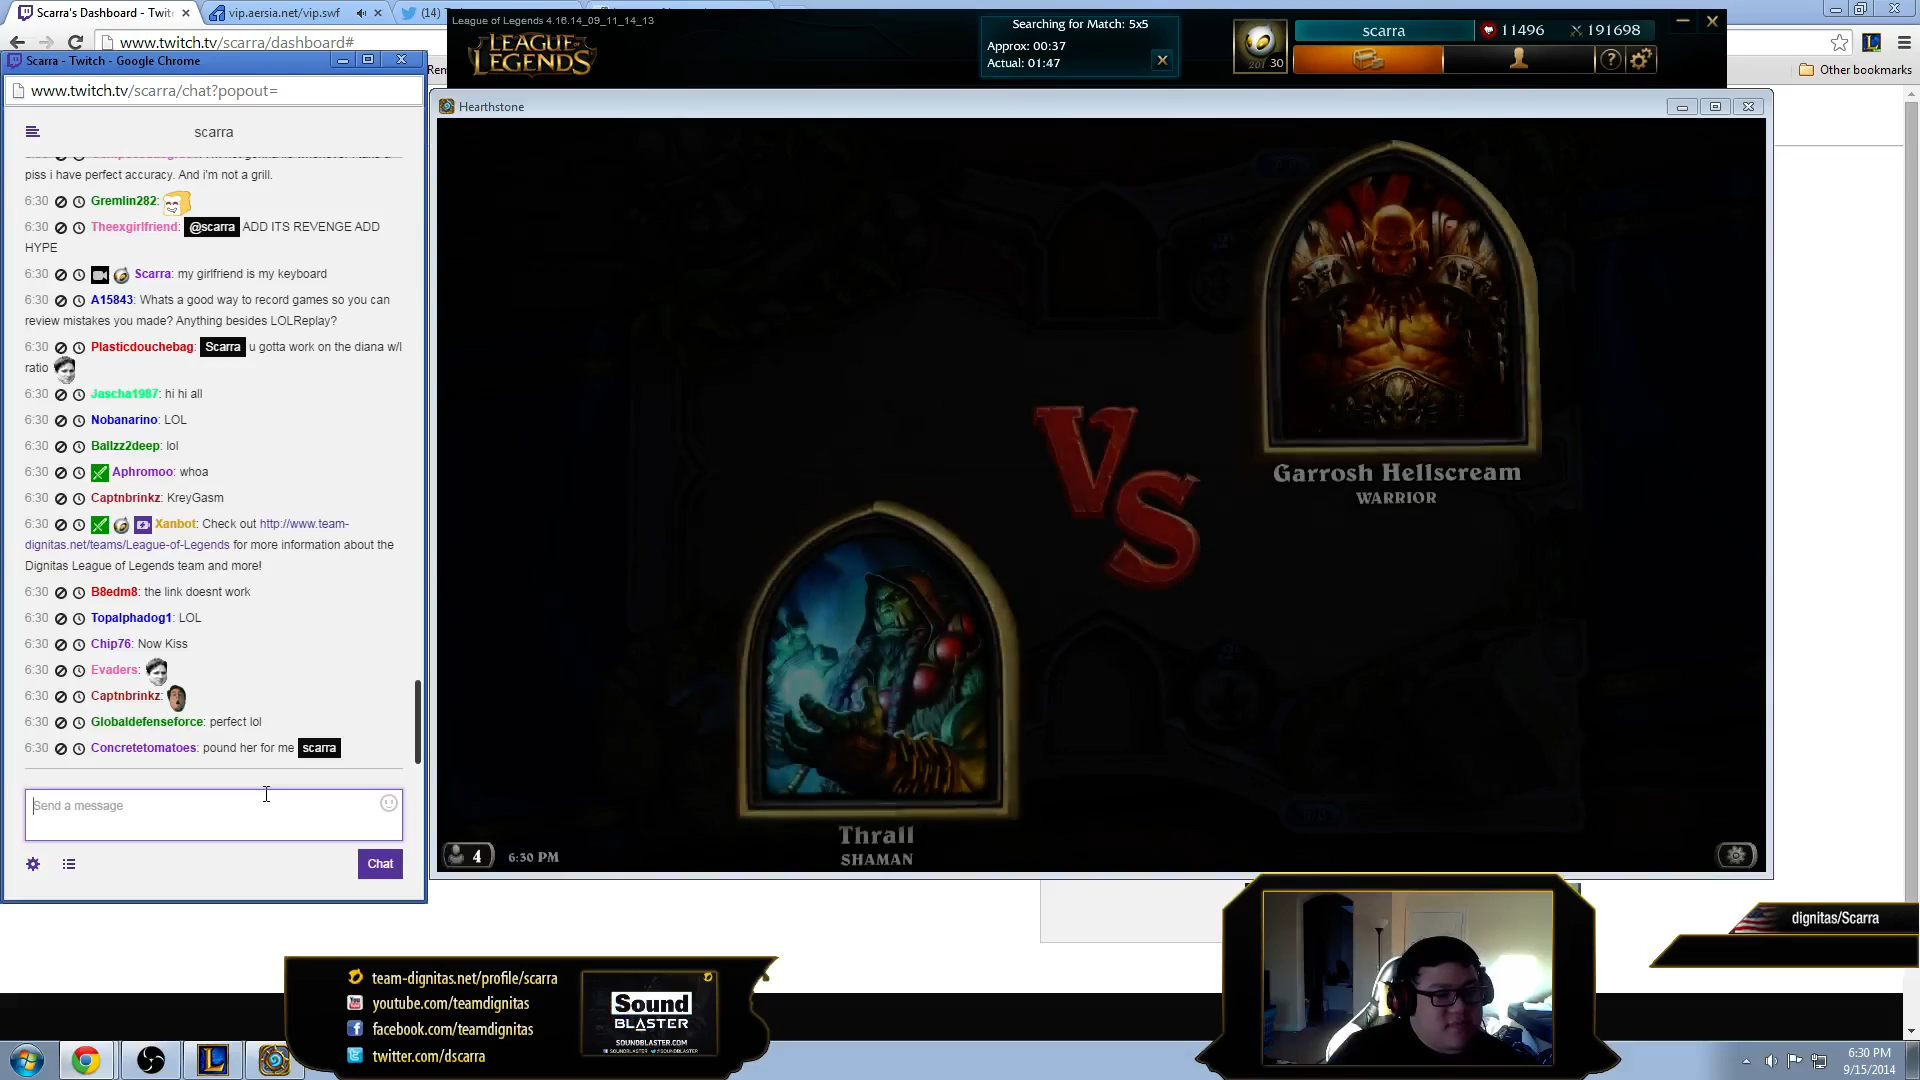 Scarra's Dashboard - Twit
vip.aersia.net/vip.swf
(14)
www.twitch.tv/scarra/dashboard#
Other bookmarks
Scarra - Twitch - Google Chrome
www.twitch.tv/scarra/chat?popout=
scarra
piss i have perfect accuracy. And i'm not a grill.
6:30 Gremlin282:
6:30 Theexgirlfriend: @scarra ADD ITS REVENGE ADD
HYPE
6:30 Scarra: my girlfriend is my keyboard
6:30 A15843: Whats a good way to record games so you can
review mistakes you made? Anything besides LOLReplay?
6:30 Plasticdouchebag: Scarra u gotta work on the diana w/l
ratio
6:30 Jascha1987: hi hi all
6:30 Nobanarino: LOL
6:30 Ballzz2deep: lol
6:30 Aphromoo: whoa
6:30 Captnbrinkz: KreyGasm
6:30 Xanbot: Check out http://www.team-
dignitas.net/teams/League-of-Legends for more information about the
Dignitas League of Legends team and more!
6:30 B8edm8: the link doesnt work
6:30 Topalphadog1: LOL
6:30 Chip76: Now Kiss
6:30 Evaders:
6:30 Captnbrinkz:
6:30 Globaldefenseforce: perfect lol
6:30 Concretetomatoes: pound her for me scarra
Send a message
Chat
League of Legends 4.16.14_09_11_14_13
LEAGUE OF
LEGENDS
Searching for Match: 5x5
Approx: 00:37
Actual: 01:47
X
30
scarra
11496
191698
?
Hearthstone
VS
Garrosh Hellscream
WARRIOR
Thrall
SHAMAN
4
6:30 PM
team-dignitas.net/profile/scarra
youtube.com/teamdignitas
facebook.com/teamdignitas
twitter.com/dscarra
Sound
BLASTER
SOUNDBLASTER.COM
dignitas/Scarra
6:30 PM
9/15/2014